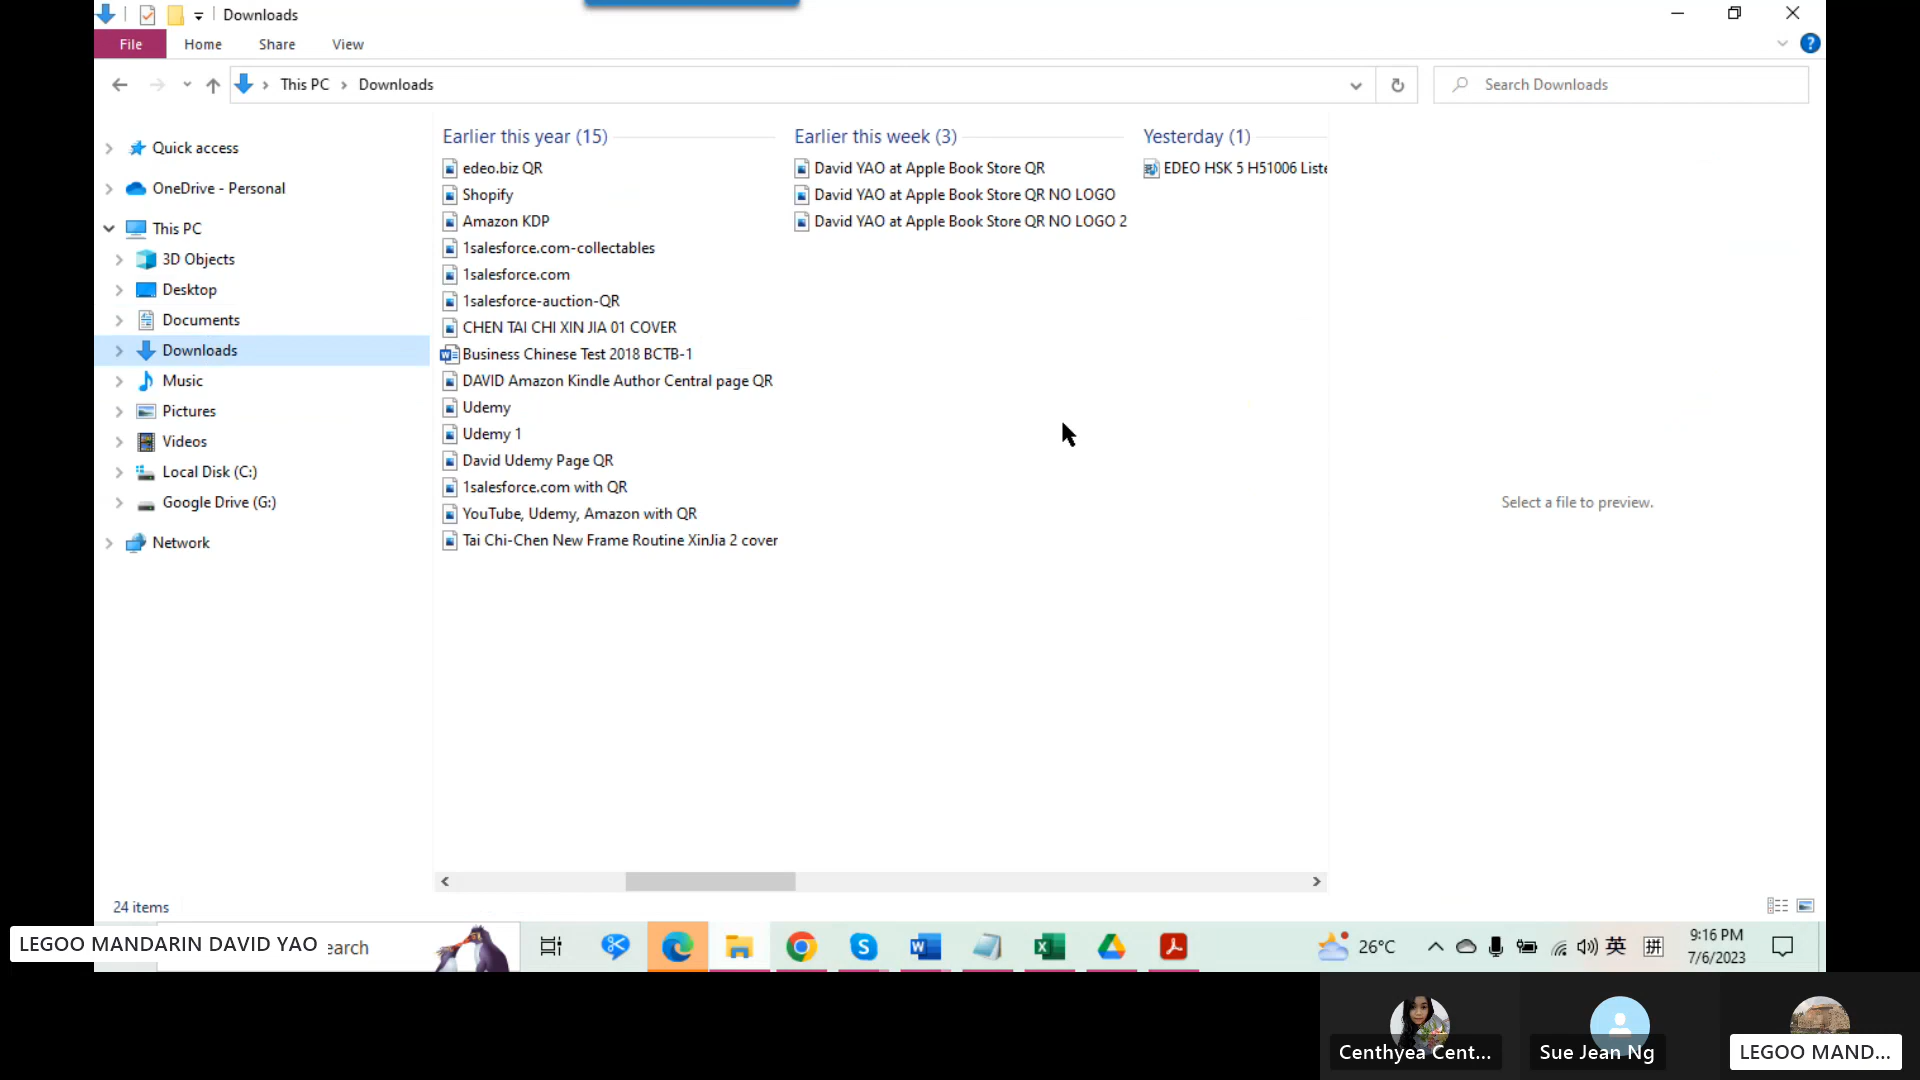 Downloads
File
Home
Share
View
This PC
Downloads
Search Downloads
Quick access
OneDrive - Personal
This PC
3D Objects
Desktop
Documents
Downloads
Music
Pictures
Videos
Local Disk (C:)
Google Drive (G:)
Network
Earlier this year (15)
edeo.biz QR
Shopify
Amazon KDP
1salesforce.com-collectables
1salesforce.com
1salesforce-auction-QR
CHEN TAI CHI XIN JIA 01 COVER
Business Chinese Test 2018 BCTB-1
DAVID Amazon Kindle Author Central page QR
Udemy
Udemy 1
David Udemy Page QR
1salesforce.com with QR
YouTube, Udemy, Amazon with QR
Tai Chi-Chen New Frame Routine XinJia 2 cover
Earlier this week (3)
David YAO at Apple Book Store QR
David YAO at Apple Book Store QR NO LOGO
David YAO at Apple Book Store QR NO LOGO 2
Yesterday (1)
EDEO HSK 5 H51006 Liste
Select a file to preview.
24 items
LEGOO MANDARIN DAVID YAO
earch
26°C
英
拼
9:16 PM
7/6/2023
Centhyea Cent...
Sue Jean Ng
LEGOO MAND...